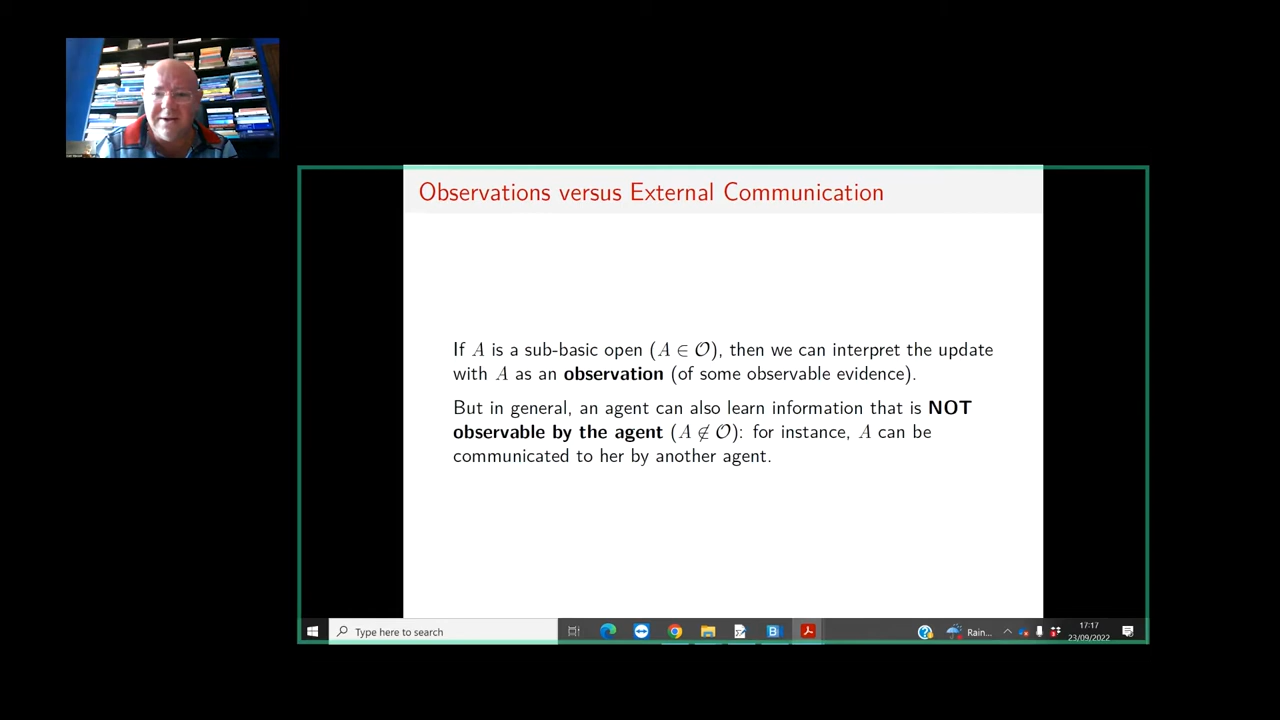 Observations versus External Communication
If A is a sub-basic open (A ∈ 𝒪), then we can interpret the update
with A as an observation (of some observable evidence).
But in general, an agent can also learn information that is NOT
observable by the agent (A ∉ 𝒪): for instance, A can be
communicated to her by another agent.
Type here to search
Rain...
17:17
23/09/2022